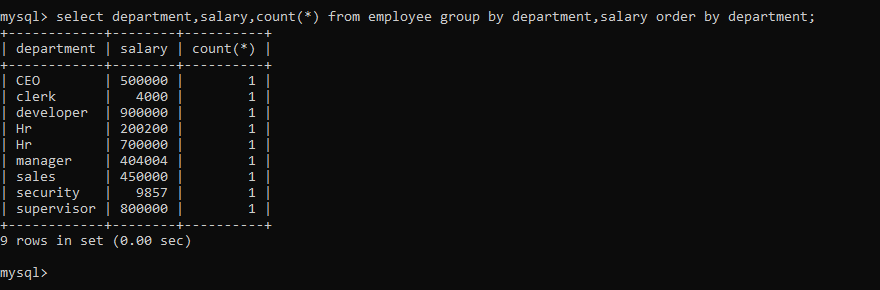 mysql> select department,salary,count(*) from employee group by department,salary order by department;
+------------+--------+----------+
| department | salary | count(*) |
+------------+--------+----------+
| CEO        | 500000 |        1 |
| clerk      |   4000 |        1 |
| developer  | 900000 |        1 |
| Hr         | 200200 |        1 |
| Hr         | 700000 |        1 |
| manager    | 404004 |        1 |
| sales      | 450000 |        1 |
| security   |   9857 |        1 |
| supervisor | 800000 |        1 |
+------------+--------+----------+
9 rows in set (0.00 sec)
mysql>